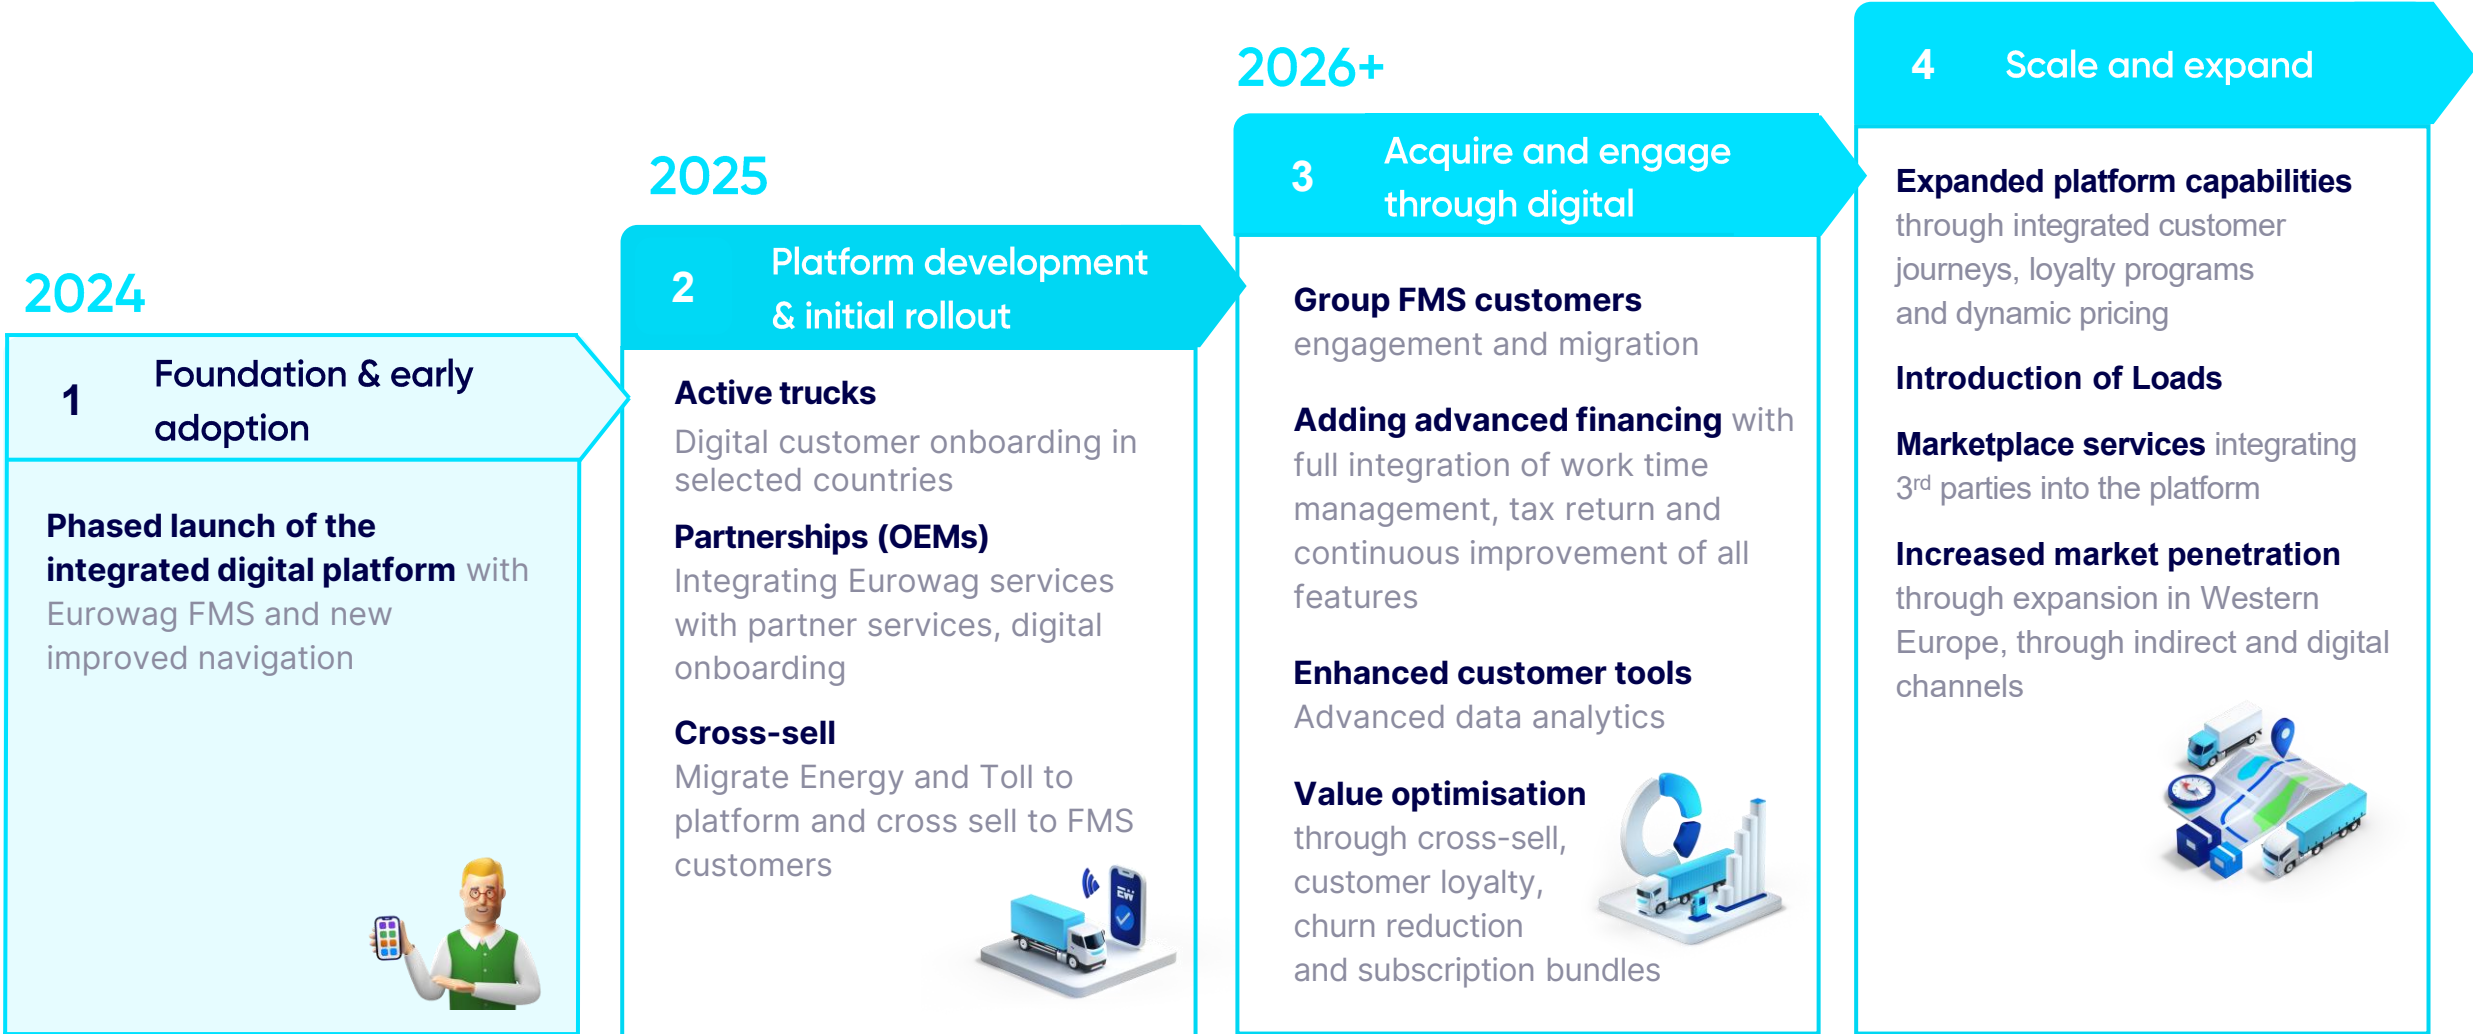 2024
1
Foundation & early
adoption
Phased launch of the
integrated digital platform with
Eurowag FMS and new
improved navigation
2025
2
Platform development
& initial rollout
Active trucks
Digital customer onboarding in
selected countries
Partnerships (OEMs)
Integrating Eurowag services
with partner services, digital
onboarding
Cross-sell
Migrate Energy and Toll to
platform and cross sell to FMS
customers
EW
2026+
3
Acquire and engage
through digital
Group FMS customers
engagement and migration
Adding advanced financing with
full integration of work time
management, tax return and
continuous improvement of all
features
Enhanced customer tools
Advanced data analytics
Value optimisation
through cross-sell,
customer loyalty,
churn reduction
and subscription bundles
4
Scale and expand
Expanded platform capabilities
through integrated customer
journeys, loyalty programs
and dynamic pricing
Introduction of Loads
Marketplace services integrating
3rd parties into the platform
Increased market penetration
through expansion in Western
Europe, through indirect and digital
channels